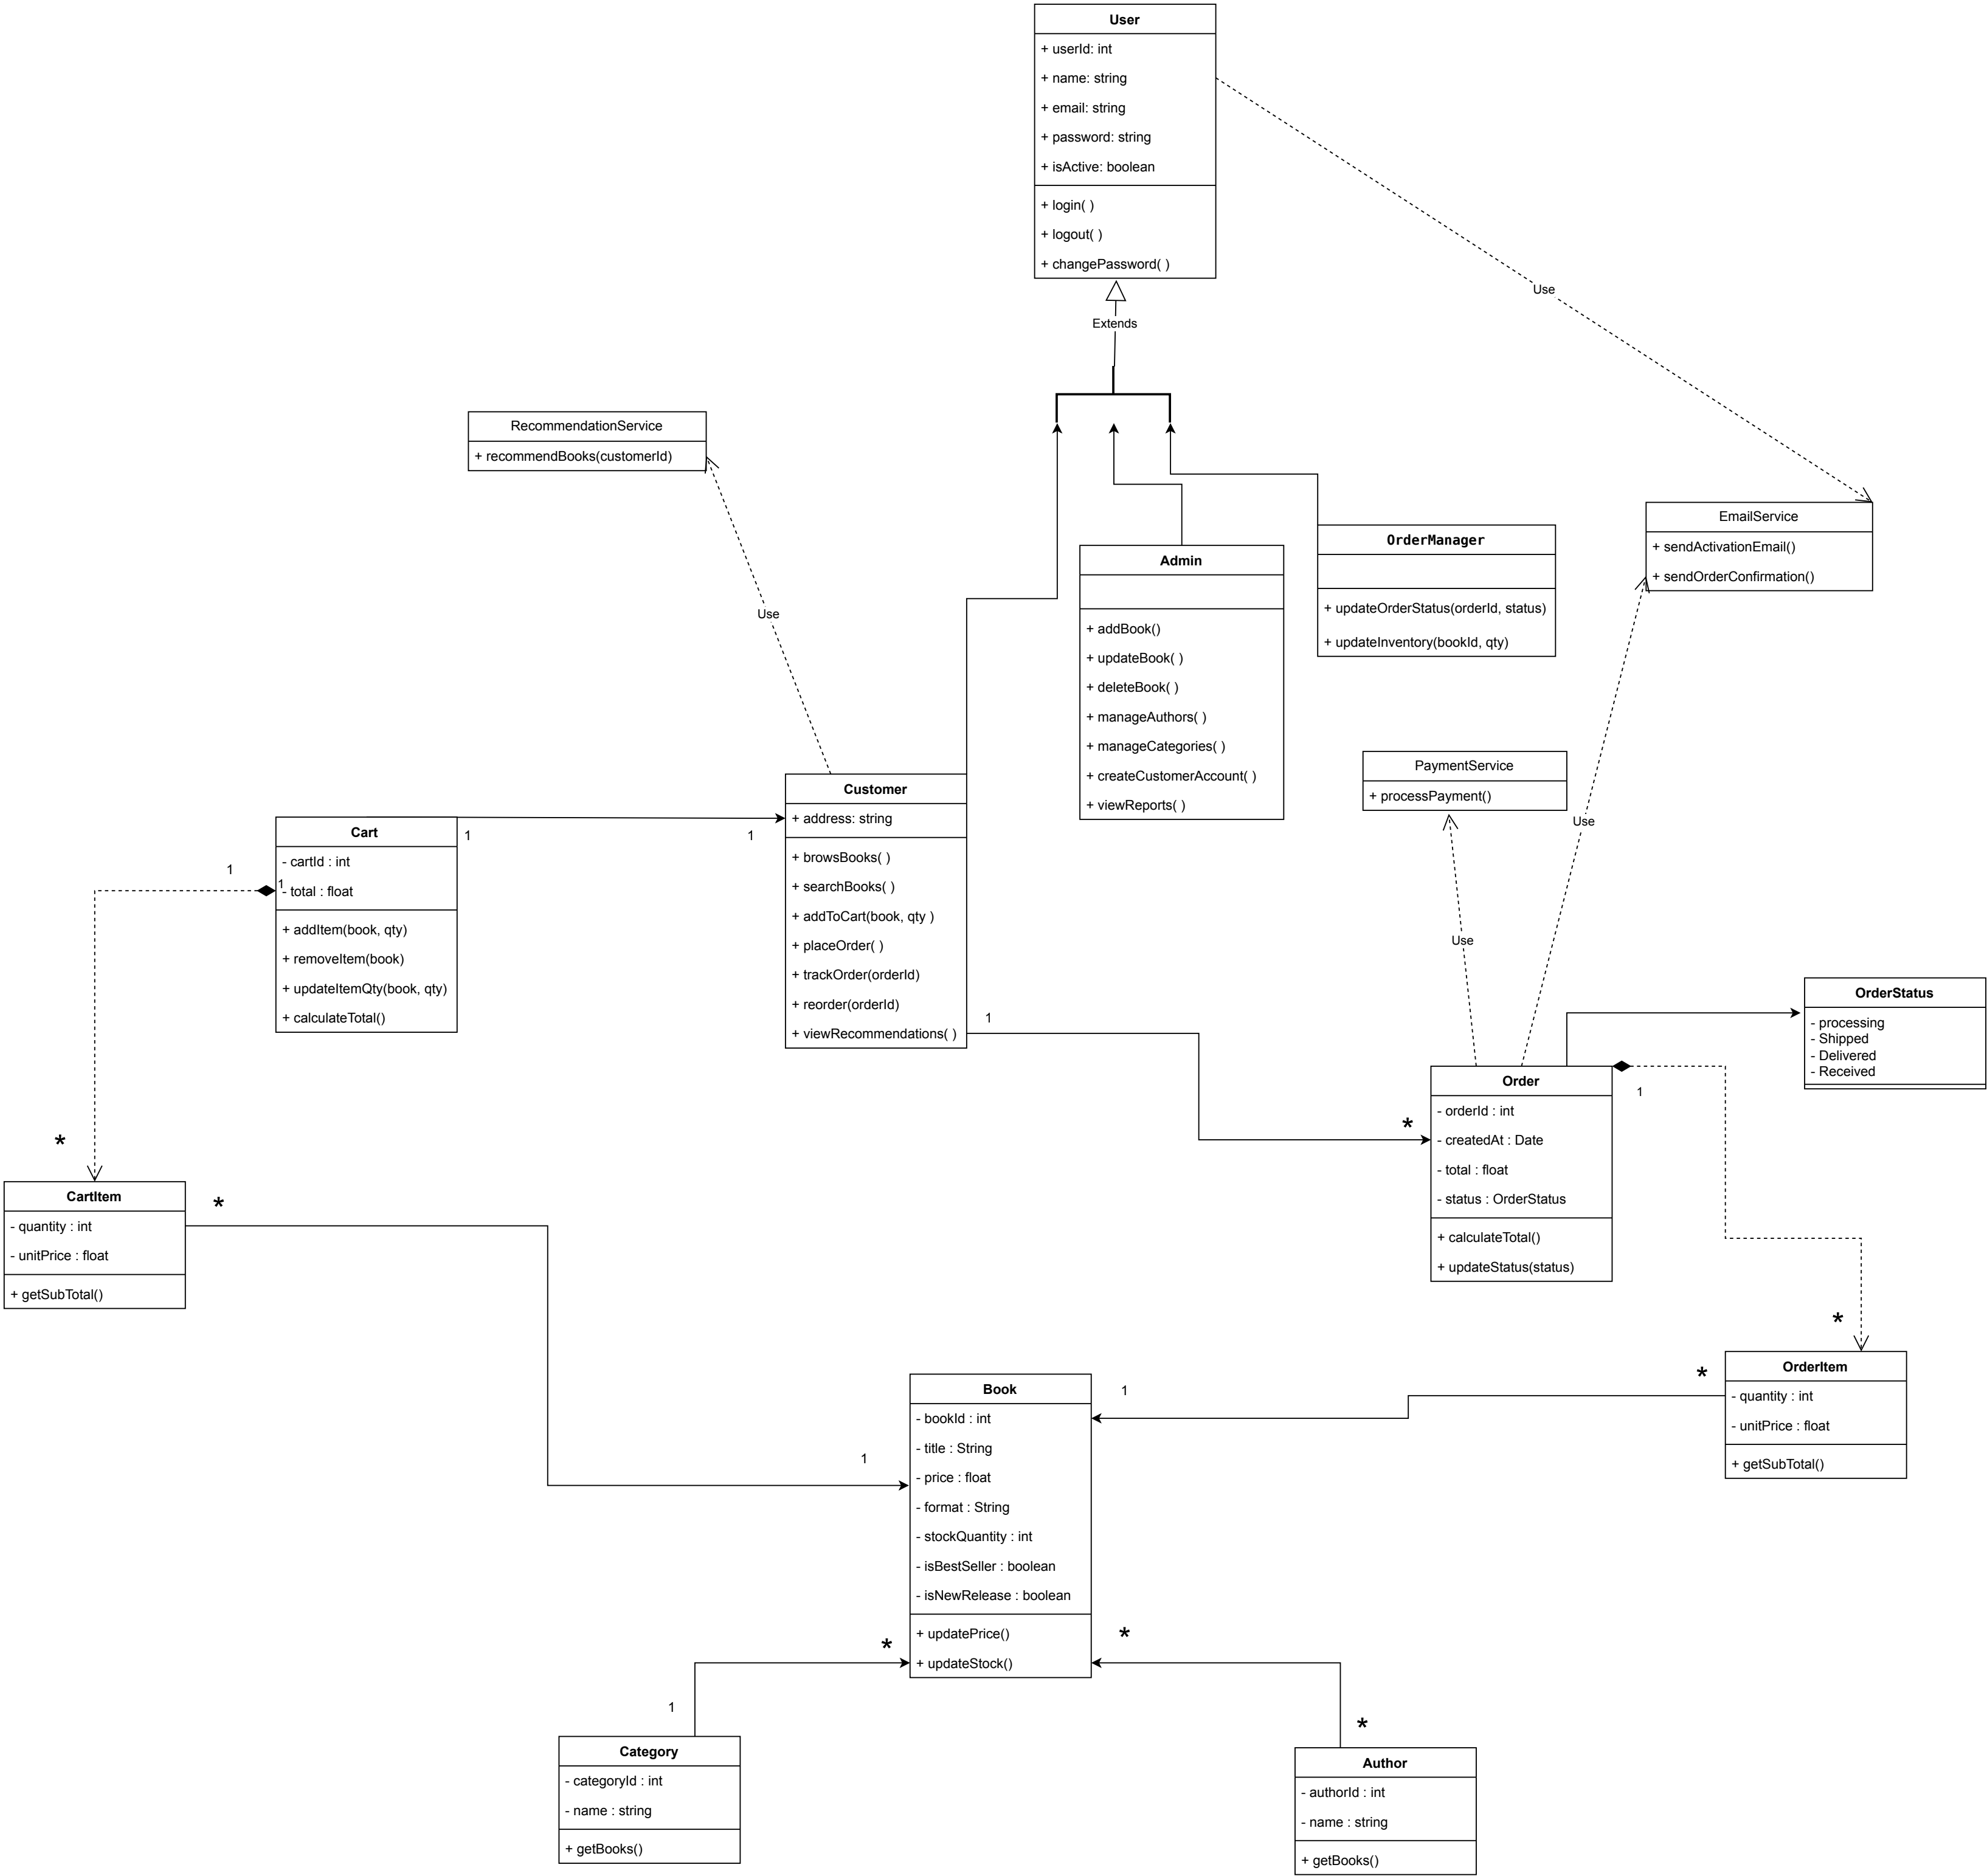 User
+ userId: int
+ name: string
+ email: string
+ password: string
+ isActive: boolean
+ login( )
+ logout( )
+ changePassword( )
Use
Extends
RecommendationService
+ recommendBooks(customerId)
Use
EmailService
+ sendActivationEmail()
+ sendOrderConfirmation()
OrderManager
+ updateOrderStatus(orderId, status)
+ updateInventory(bookId, qty)
Admin
+ addBook()
+ updateBook( )
+ deleteBook( )
+ manageAuthors( )
+ manageCategories( )
+ createCustomerAccount( )
+ viewReports( )
PaymentService
+ processPayment()
Use
Use
Customer
+ address: string
+ browsBooks( )
+ searchBooks( )
+ addToCart(book, qty )
+ placeOrder( )
+ trackOrder(orderId)
+ reorder(orderId)
+ viewRecommendations( )
1
1
Cart
- cartId : int
- total : float
+ addItem(book, qty)
+ removeItem(book)
+ updateItemQty(book, qty)
+ calculateTotal()
1
1
*
1
*
OrderStatus
- processing
- Shipped
- Delivered
- Received
Order
- orderId : int
- createdAt : Date
- total : float
- status : OrderStatus
+ calculateTotal()
+ updateStatus(status)
1
*
CartItem
- quantity : int
- unitPrice : float
+ getSubTotal()
*
1
OrderItem
- quantity : int
- unitPrice : float
+ getSubTotal()
*
1
Book
- bookId : int
- title : String
- price : float
- format : String
- stockQuantity : int
- isBestSeller : boolean
- isNewRelease : boolean
+ updatePrice()
+ updateStock()
*
1
*
*
Category
- categoryId : int
- name : string
+ getBooks()
Author
- authorId : int
- name : string
+ getBooks()